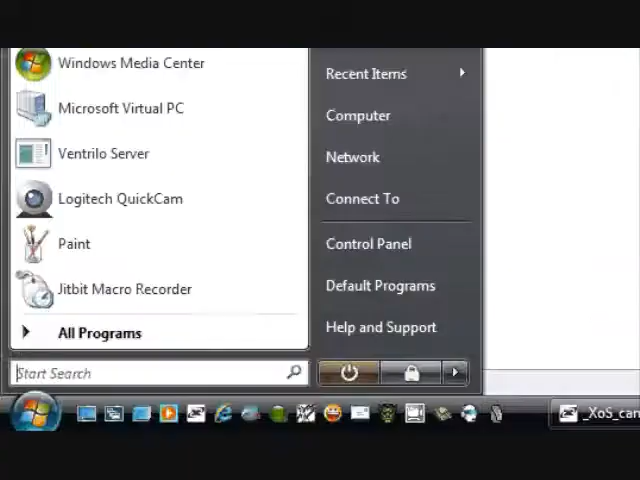 Windows Media Center
Microsoft Virtual PC
Ventrilo Server
Logitech QuickCam
Paint
Jitbit Macro Recorder
All Programs
Start Search
Recent Items
Computer
Network
Connect To
Control Panel
Default Programs
Help and Support
_XoS_can